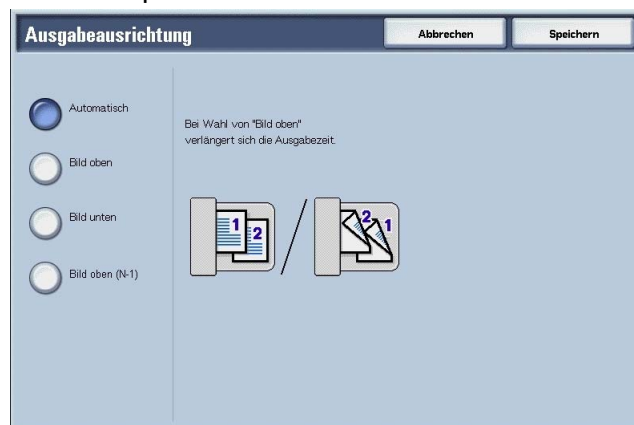 Ausgabeausrichtung
Abbrechen
Speichern
Automatisch
Bild oben
Bild unten
Bild oben (N-1)
Bei Wahl von "Bild oben"
verlängert sich die Ausgabezeit.
1
2
2
1